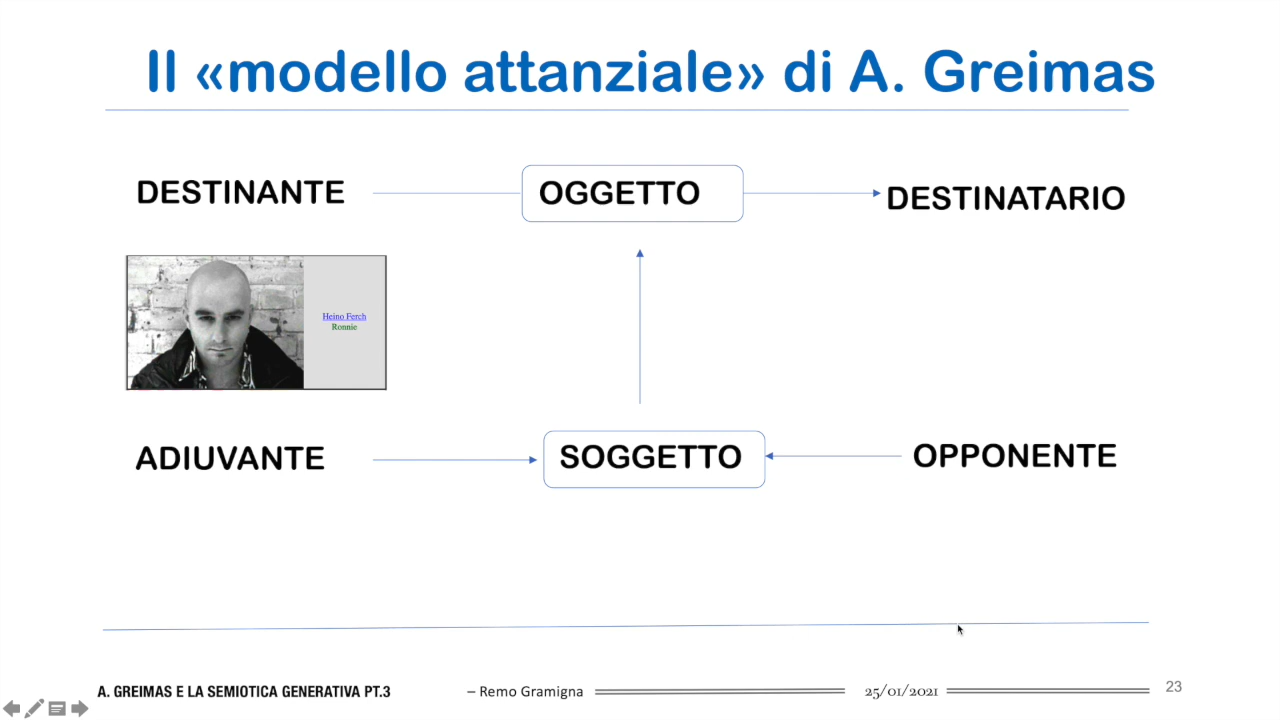 Il «modello attanziale» di A. Greimas
DESTINANTE
OGGETTO
DESTINATARIO
Heino Ferch
Ronnie
ADIUVANTE
SOGGETTO
OPPONENTE
A. GREIMAS E LA SEMIOTICA GENERATIVA PT.3
– Remo Gramigna
25/01/2021
23